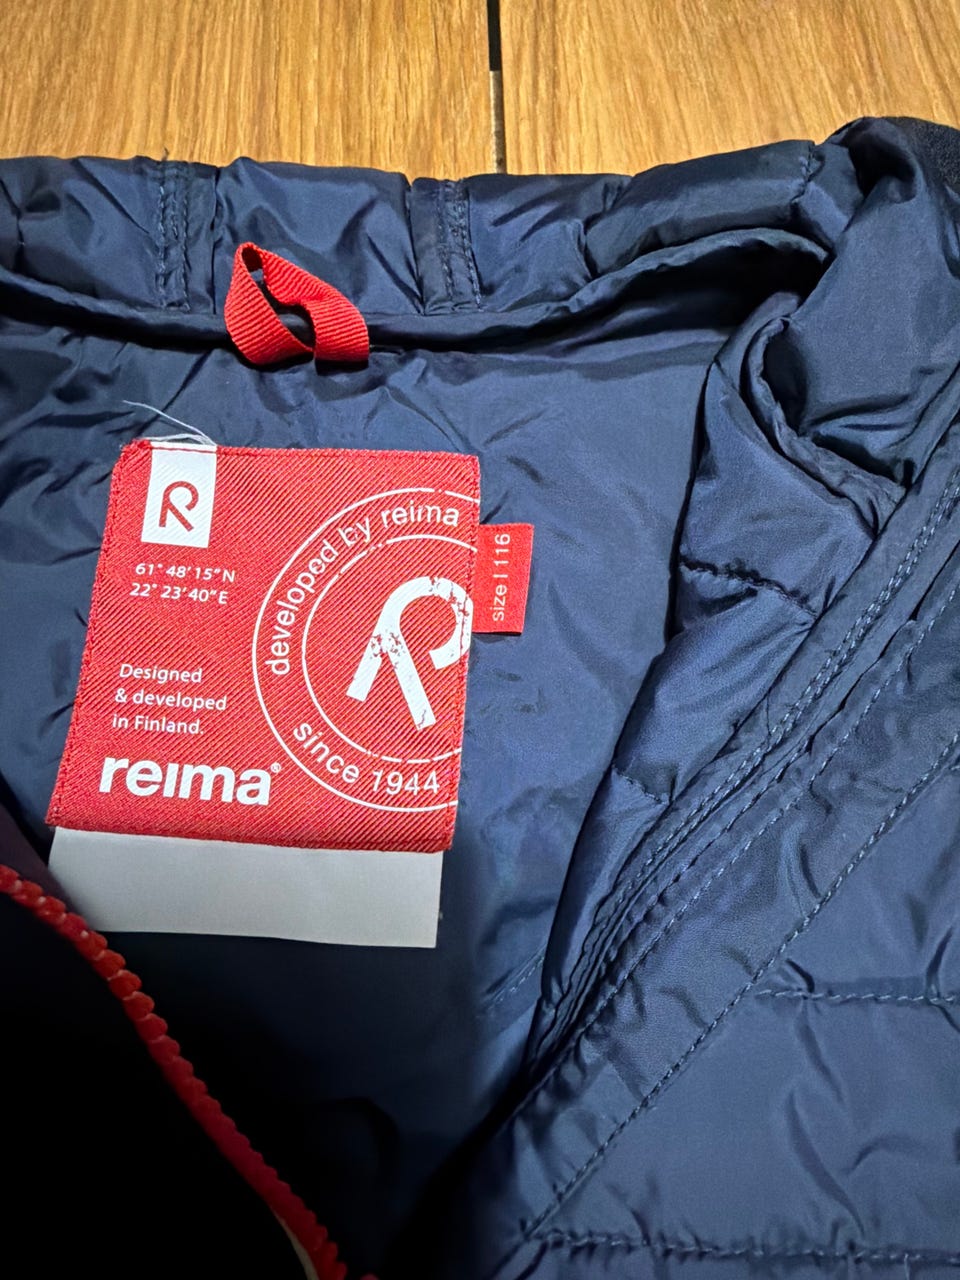 R
61° 48' 15" N
22° 23' 40" E
Designed
& developed
in Finland.
reima®
developed by reima
R
since 1944
size | 116